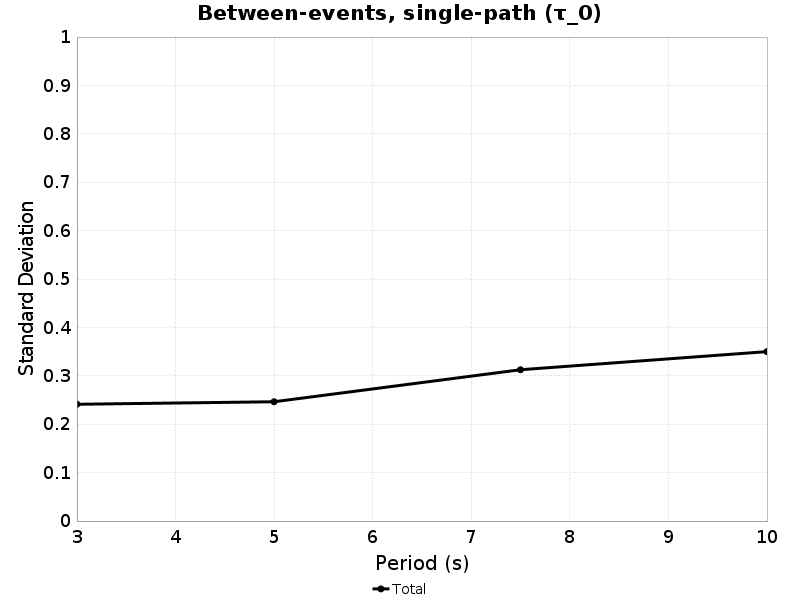 Between-events, single-path (τ_0)
Standard Deviation
1
0.9
0.8
0.7
0.6
0.5
0.4
0.3
0.2
0.1
0
3 4 5 6 7 8 9 10
Period (s)
Total